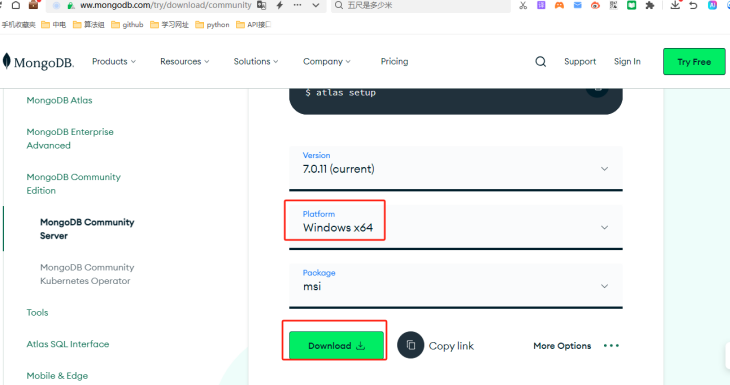 ww.mongodb.com/try/download/community
五尺是多少米
手机收藏夹 中电 算法组 github 学习网址 python API接口
MongoDB. Products Resources Solutions Company Pricing Support Sign In Try Free
$ atlas setup
MongoDB Atlas
MongoDB Enterprise
Advanced
MongoDB Community
Edition
MongoDB Community
Server
MongoDB Community
Kubernetes Operator
Tools
Atlas SQL Interface
Mobile & Edge
Version
7.0.11 (current)
Platform
Windows x64
Package
msi
Download
Copy link
More Options